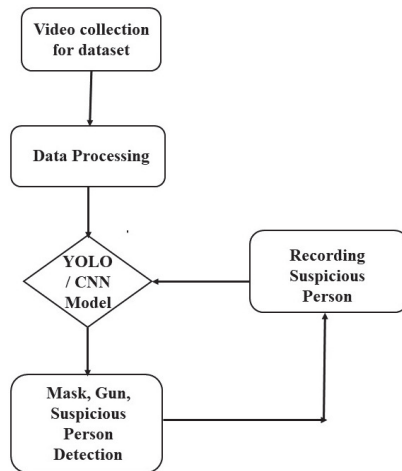 Video collection
for dataset
Data Processing
YOLO
/ CNN
Model
Recording
Suspicious
Person
Mask, Gun,
Suspicious
Person
Detection